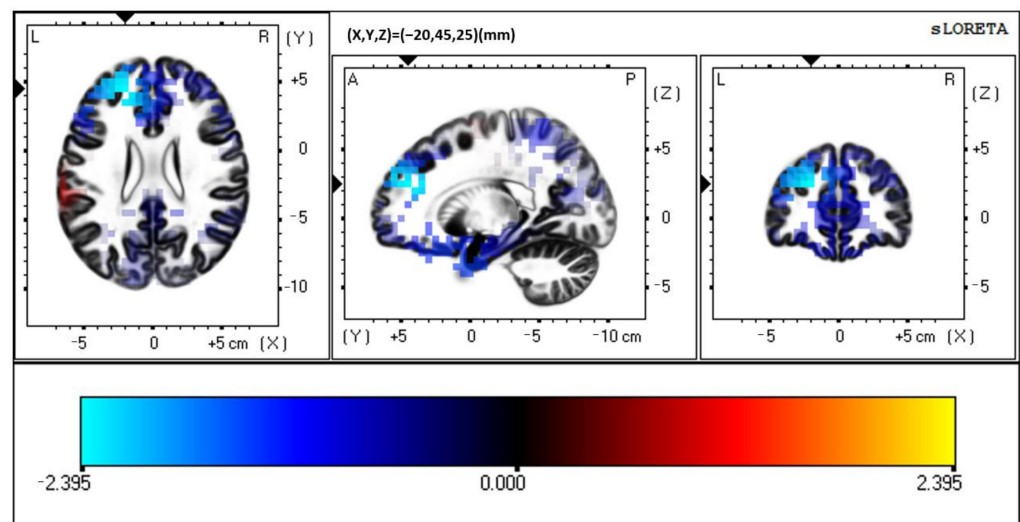 (X,Y,Z)=(−20,45,25)(mm)
sLORETA
L R (Y)
+5
0
-5
-10
-5 0 +5 cm (X)
A P
(Z)
+5
0
-5
(Y) +5 0 -5 -10 cm
L R
(Z)
+5
0
-5
-5 0 +5 cm (X)
-2.395 0.000 2.395